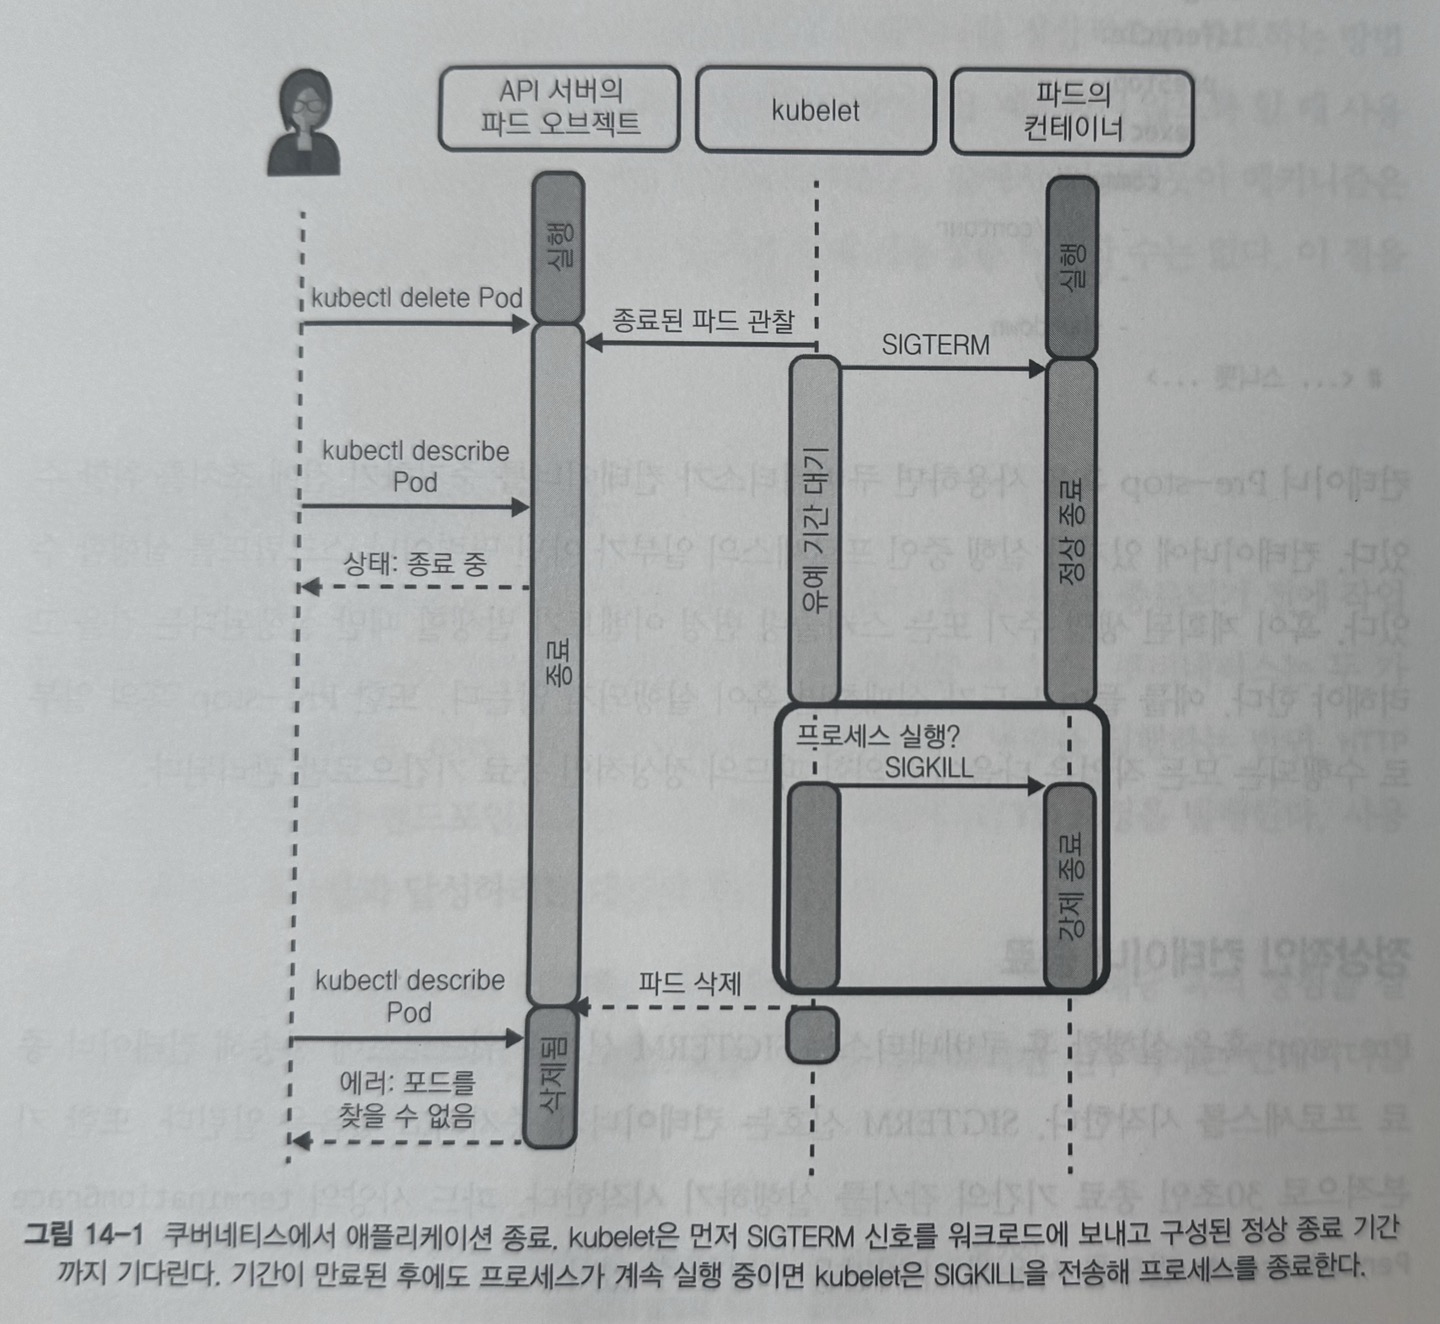 API 서버의
파드 오브젝트
kubelet
파드의
컨테이너
실행
실행
kubectl delete Pod
종료된 파드 관찰
SIGTERM
kubectl describe
Pod
상태: 종료 중
종료
유예 기간 대기
정상 종료
프로세스 실행?
SIGKILL
강제 종료
kubectl describe
Pod
파드 삭제
삭제됨
에러: 포드를
찾을 수 없음
그림 14-1 쿠버네티스에서 애플리케이션 종료. kubelet은 먼저 SIGTERM 신호를 워크로드에 보내고 구성된 정상 종료 기간
까지 기다린다. 기간이 만료된 후에도 프로세스가 계속 실행 중이면 kubelet은 SIGKILL을 전송해 프로세스를 종료한다.